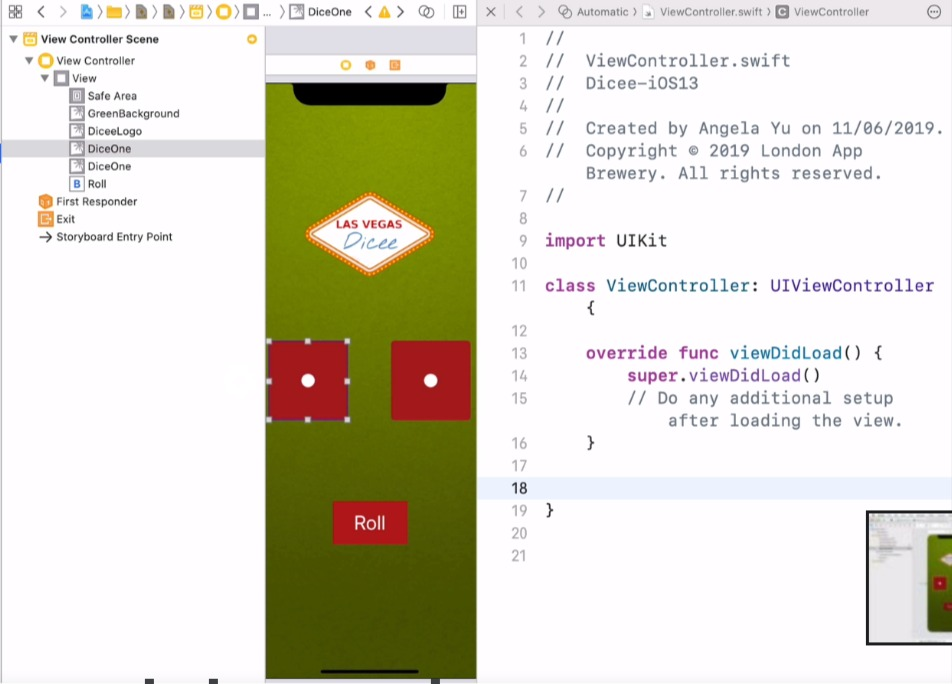 DiceOne
Automatic
ViewController.swift
ViewController
View Controller Scene
View Controller
View
Safe Area
GreenBackground
DiceeLogo
DiceOne
DiceOne
B Roll
First Responder
Exit
Storyboard Entry Point
LAS VEGAS
Dicee
Roll
1 //
2 // ViewController.swift
3 // Dicee-iOS13
4 //
5 // Created by Angela Yu on 11/06/2019.
6 // Copyright © 2019 London App
Brewery. All rights reserved.
7 //
8
9 import UIKit
10
11 class ViewController: UIViewController
{
12
13 override func viewDidLoad() {
14 super.viewDidLoad()
15 // Do any additional setup
after loading the view.
16 }
17
18
19 }
20
21